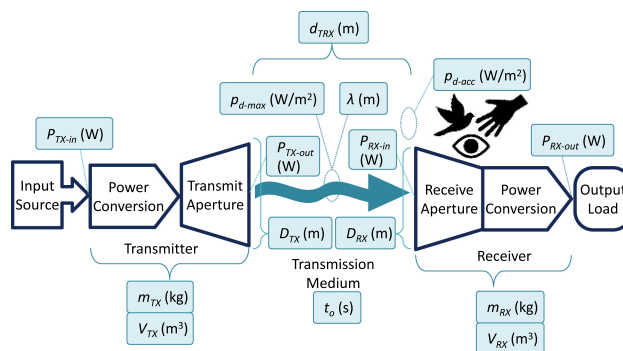 d_TRX (m)
p_d-max (W/m²)
λ (m)
p_d-acc (W/m²)
P_TX-in (W)
P_TX-out
(W)
P_RX-in
(W)
P_RX-out (W)
Input
Source
Power
Conversion
Transmit
Aperture
Receive
Aperture
Power
Conversion
Output
Load
D_TX (m)
D_RX (m)
Transmitter
Transmission
Medium
Receiver
t_o (s)
m_TX (kg)
V_TX (m³)
m_RX (kg)
V_RX (m³)